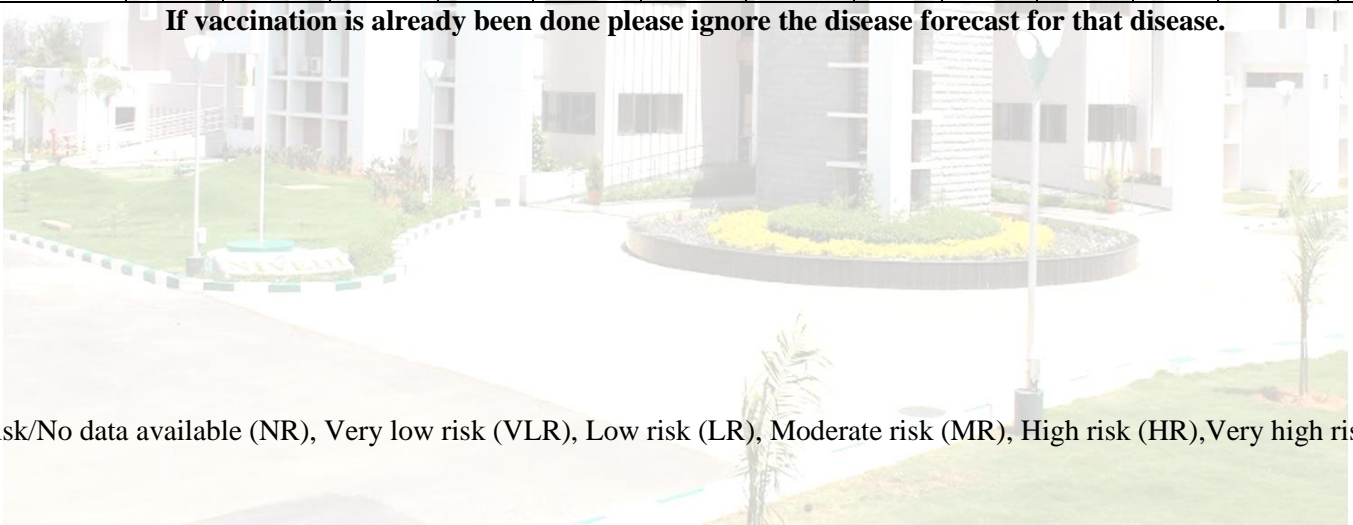 If vaccination is already been done please ignore the disease forecast for that disease.
NIVEDI
sk/No data available (NR), Very low risk (VLR), Low risk (LR), Moderate risk (MR), High risk (HR),Very high ris